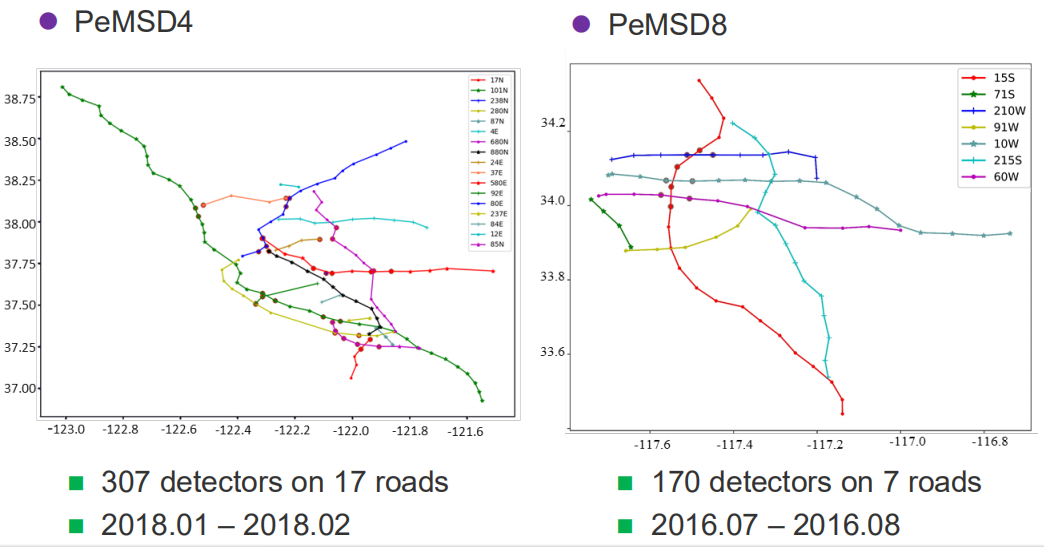 PeMSD4
38.75
38.50
38.25
38.00
37.75
37.50
37.25
37.00
-123.0 -122.8 -122.6 -122.4 -122.2 -122.0 -121.8 -121.6
17N
101N
238N
280N
87N
4E
680N
880N
24E
37E
580E
92E
80E
237E
84E
12E
85N
307 detectors on 17 roads
2018.01 – 2018.02
PeMSD8
34.2
34.0
33.8
33.6
-117.6 -117.4 -117.2 -117.0 -116.8
15S
71S
210W
91W
10W
215S
60W
170 detectors on 7 roads
2016.07 – 2016.08